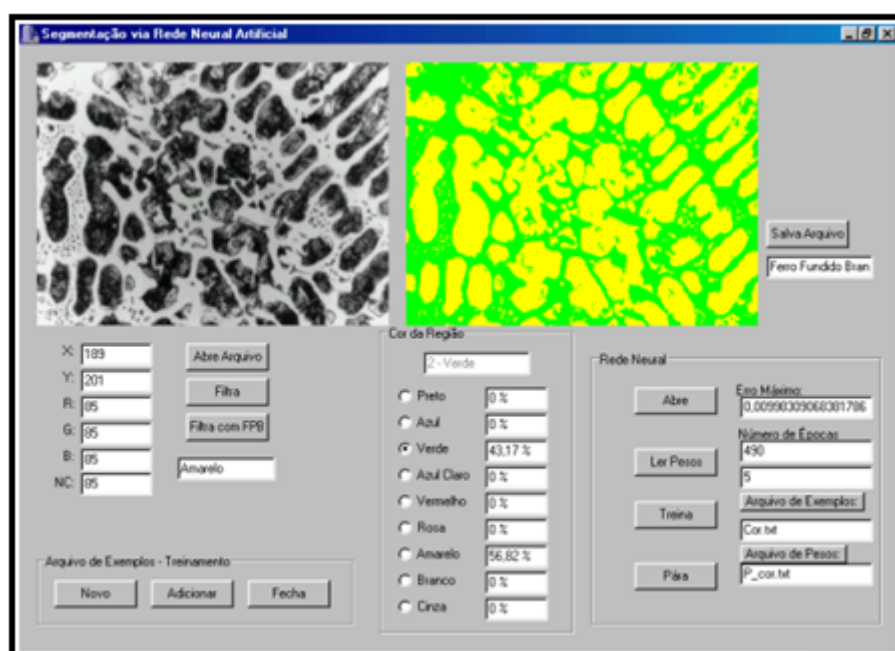 Segmentação via Rede Neural Artificial
Salva Arquivo
Ferro Fundido Bran
X: 189
Y: 201
R: 85
G: 85
B: 85
NC: 85
Abre Arquivo
Filtra
Filtra com FPB
Amarelo
Arquivo de Exemplos - Treinamento
Novo
Adicionar
Fecha
Cor da Região
2 - Verde
Preto 0 %
Azul 0 %
Verde 43,17 %
Azul Claro 0 %
Vermelho 0 %
Rosa 0 %
Amarelo 56,82 %
Branco 0 %
Cinza 0 %
Rede Neural
Abre
Ler Pesos
Treina
Pára
Erro Máximo:
0,00998309068381786
Número de Épocas
490
5
Arquivo de Exemplos:
Cor.txt
Arquivo de Pesos:
P_cor.txt